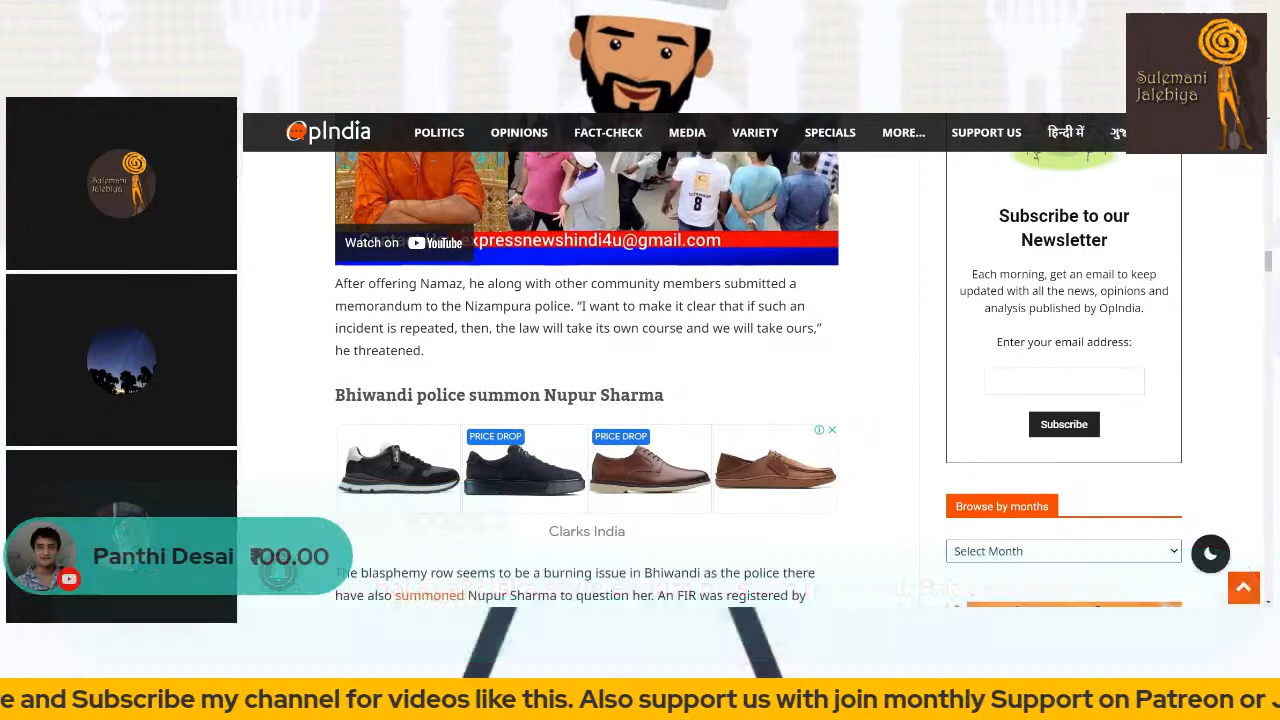 Sulemani
Jalebiya
OpIndia
POLITICS OPINIONS FACT-CHECK MEDIA VARIETY SPECIALS MORE... SUPPORT US हिन्दी में
8
Watch on YouTube
expressnewshindi4u@gmail.com
After offering Namaz, he along with other community members submitted a
memorandum to the Nizampura police. “I want to make it clear that if such an
incident is repeated, then, the law will take its own course and we will take ours,”
he threatened.
Bhiwandi police summon Nupur Sharma
PRICE DROP
PRICE DROP
Clarks India
The blasphemy row seems to be a burning issue in Bhiwandi as the police there
have also summoned Nupur Sharma to question her. An FIR was registered by
Subscribe to our
Newsletter
Each morning, get an email to keep
updated with all the news, opinions and
analysis published by OpIndia.
Enter your email address:
Subscribe
Browse by months
Select Month
Sulemani
Jalebiya
Panthi Desai ₹100.00
e and Subscribe my channel for videos like this. Also support us with join monthly Support on Patreon or